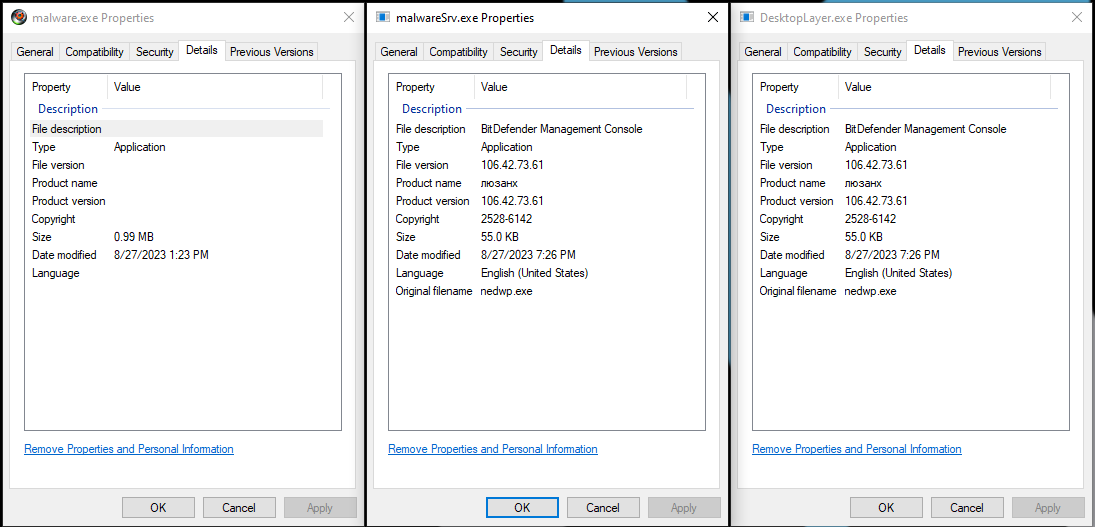 malware.exe Properties
General Compatibility Security Details Previous Versions
Property Value
Description
File description
Type Application
File version
Product name
Product version
Copyright
Size 0.99 MB
Date modified 8/27/2023 1:23 PM
Language
Remove Properties and Personal Information
OK Cancel Apply
malwareSrv.exe Properties
General Compatibility Security Details Previous Versions
Property Value
Description
File description BitDefender Management Console
Type Application
File version 106.42.73.61
Product name люзанх
Product version 106.42.73.61
Copyright 2528-6142
Size 55.0 KB
Date modified 8/27/2023 7:26 PM
Language English (United States)
Original filename nedwp.exe
Remove Properties and Personal Information
OK Cancel Apply
DesktopLayer.exe Properties
General Compatibility Security Details Previous Versions
Property Value
Description
File description BitDefender Management Console
Type Application
File version 106.42.73.61
Product name люзанх
Product version 106.42.73.61
Copyright 2528-6142
Size 55.0 KB
Date modified 8/27/2023 7:26 PM
Language English (United States)
Original filename nedwp.exe
Remove Properties and Personal Information
OK Cancel Apply